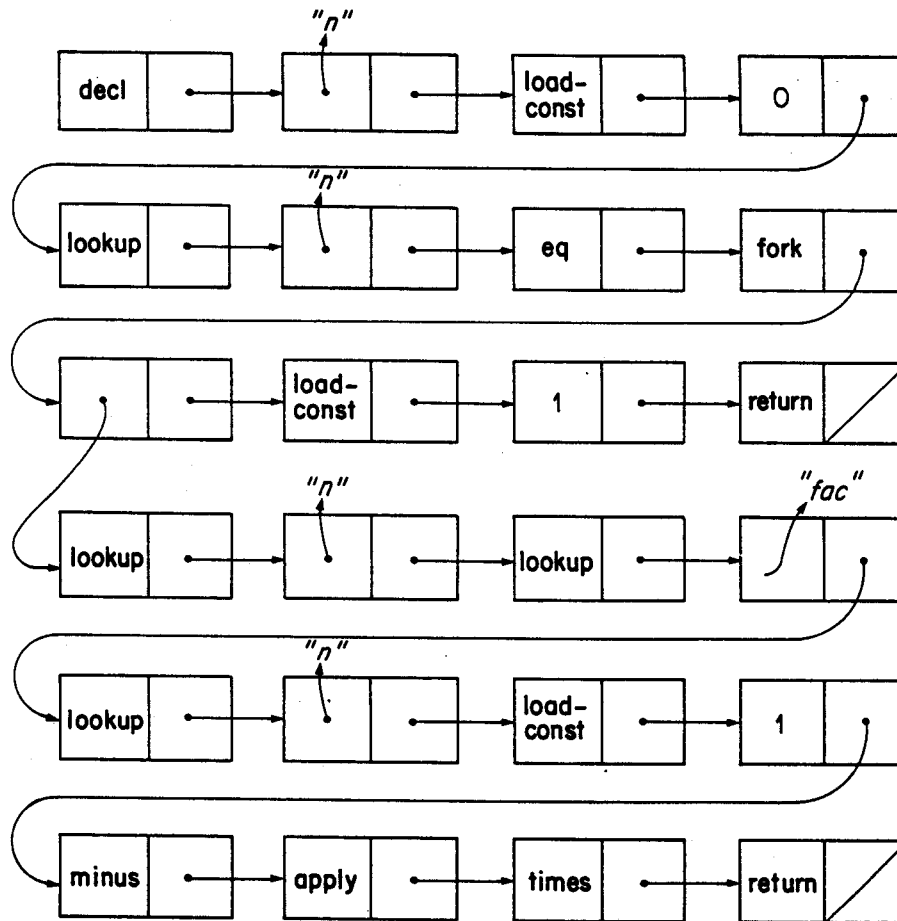 "n"
decl load-const 0
"n"
lookup eq fork
load-const 1 return
"n" "fac"
lookup lookup
"n"
lookup load-const 1
minus apply times return